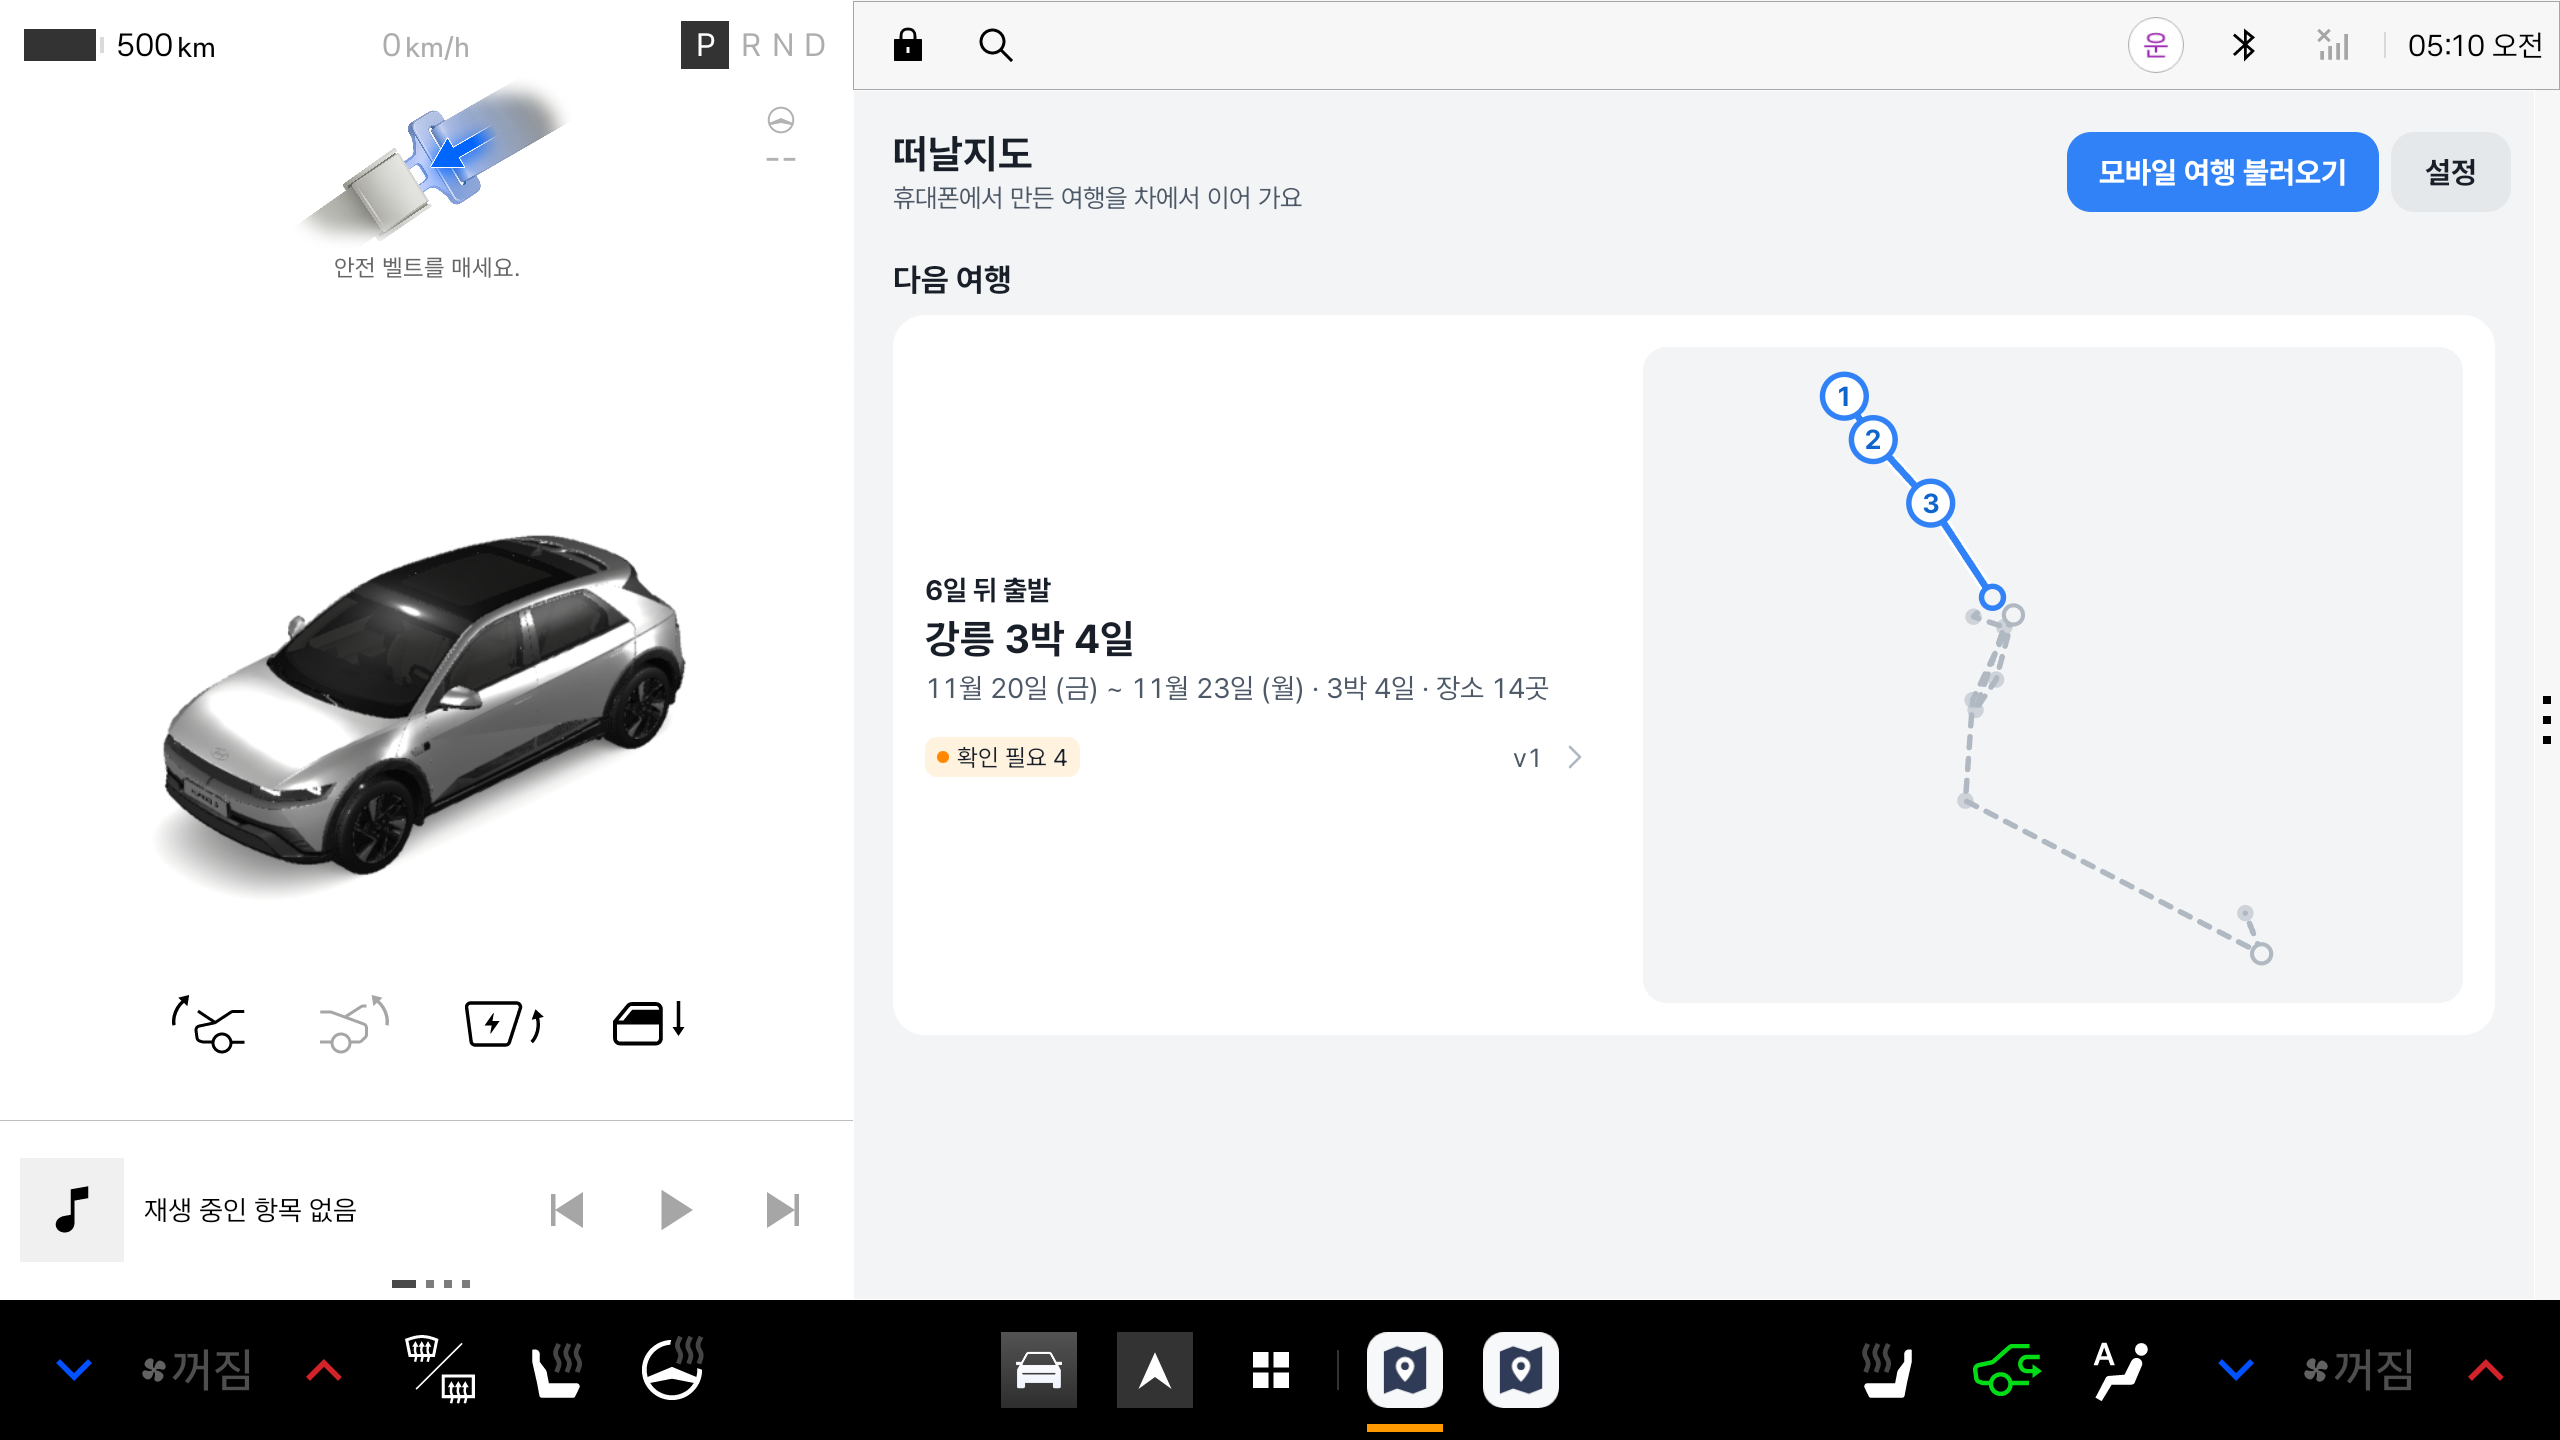 500 km
0 km/h
P R N D
안전 벨트를 매세요.
재생 중인 항목 없음
운
05:10 오전
떠날지도
휴대폰에서 만든 여행을 차에서 이어 가요
모바일 여행 불러오기
설정
다음 여행
6일 뒤 출발
강릉 3박 4일
11월 20일 (금) ~ 11월 23일 (월) · 3박 4일 · 장소 14곳
확인 필요 4
v1
1
2
3
꺼짐
A
꺼짐